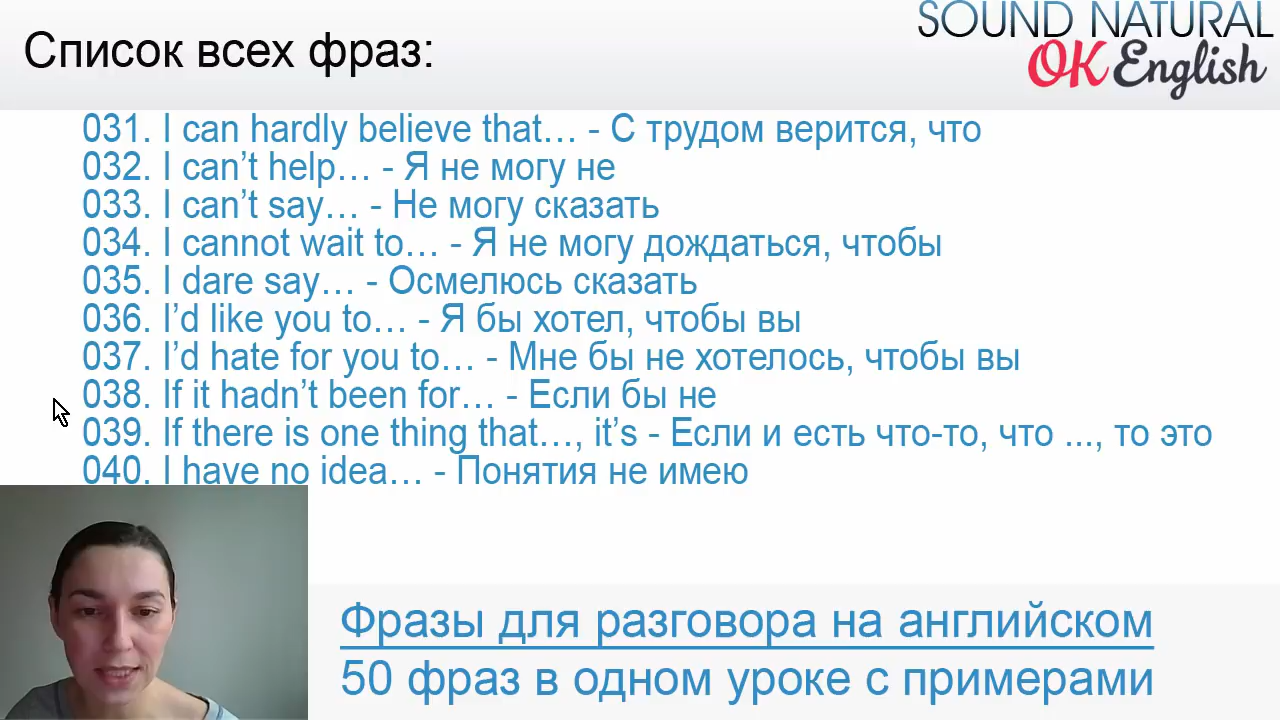 Список всех фраз:
SOUND NATURAL
OK English
031. I can hardly believe that… - С трудом верится, что
032. I can’t help… - Я не могу не
033. I can’t say… - Не могу сказать
034. I cannot wait to… - Я не могу дождаться, чтобы
035. I dare say… - Осмелюсь сказать
036. I’d like you to… - Я бы хотел, чтобы вы
037. I’d hate for you to… - Мне бы не хотелось, чтобы вы
038. If it hadn’t been for… - Если бы не
039. If there is one thing that…, it’s - Если и есть что-то, что ..., то это
040. I have no idea… - Понятия не имею
Фразы для разговора на английском
50 фраз в одном уроке с примерами